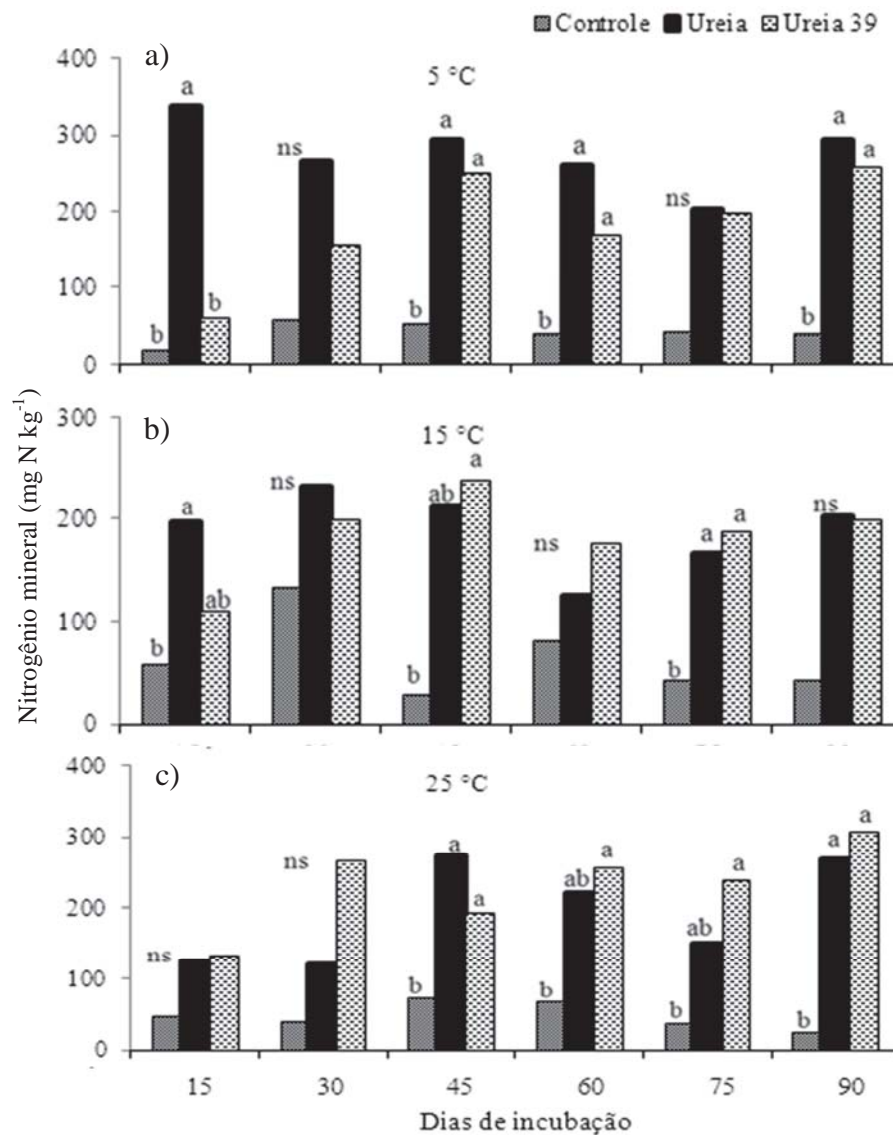 Controle Ureia Ureia 39
a)
5 °C
400
300
200
100
0
b a b
ns
b a a
b a a
ns
b a a
b)
15 °C
300
200
100
0
b a ab
ns
b ab a
ns
b a a
ns
c)
25 °C
400
300
200
100
0
ns
ns
b a a
b ab a
b ab a
b a a
15 30 45 60 75 90
Dias de incubação
Nitrogênio mineral (mg N kg⁻¹)